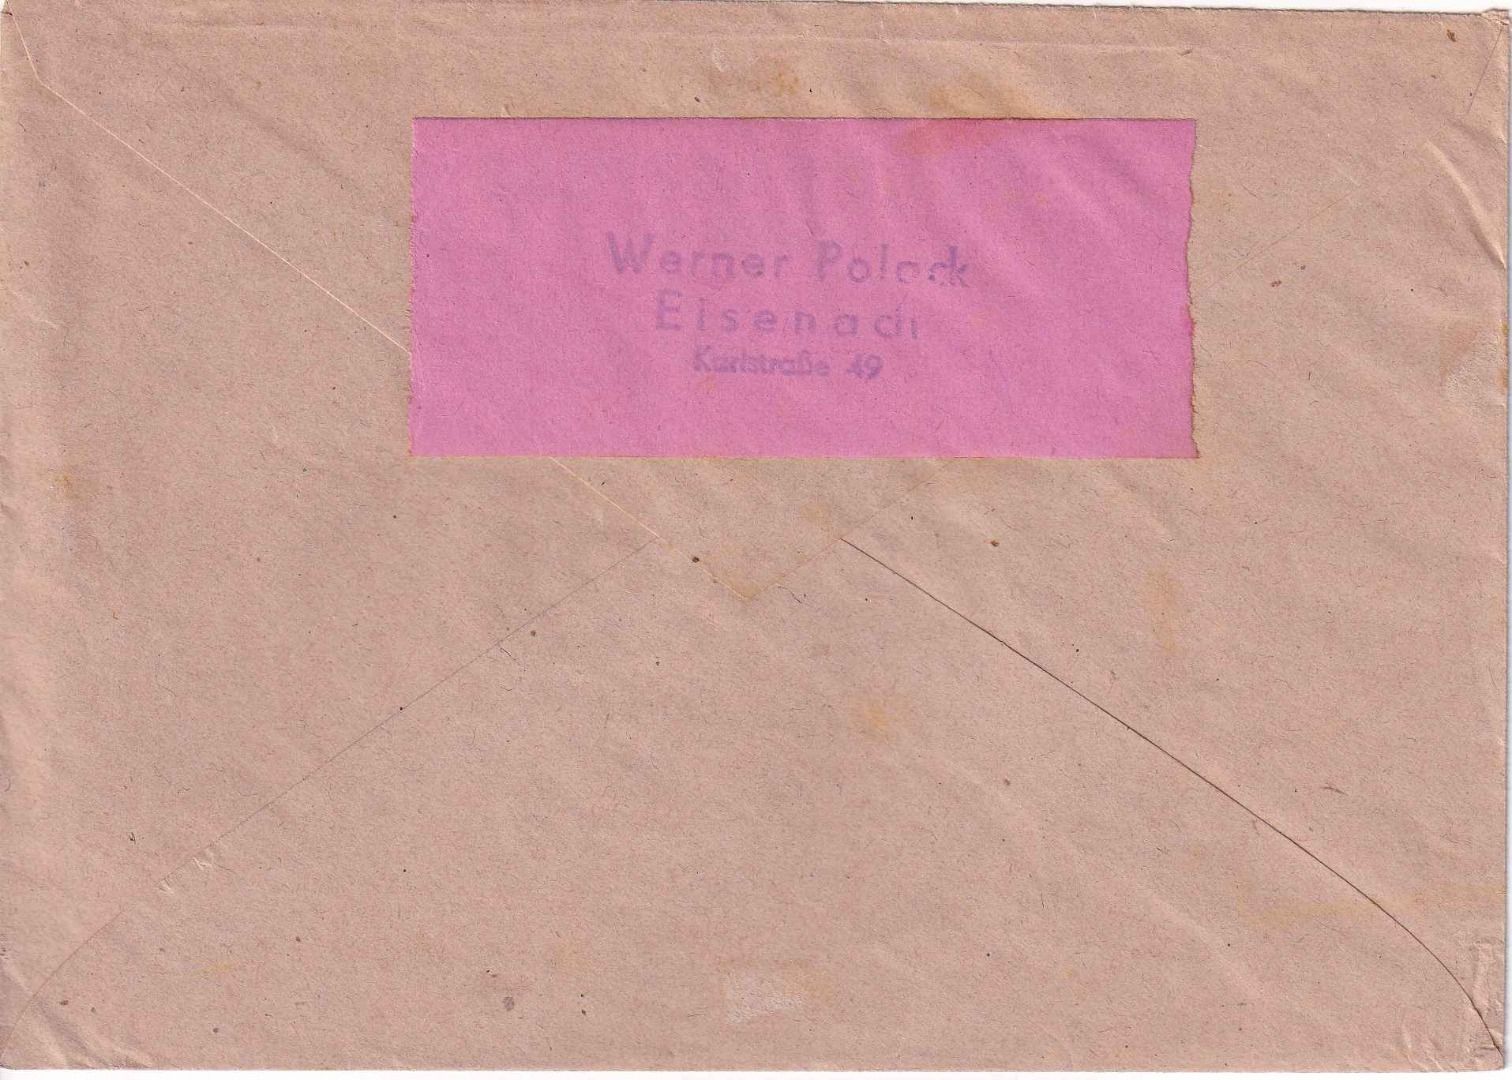 Werner Polack
Eisenach
Karlstraße 49